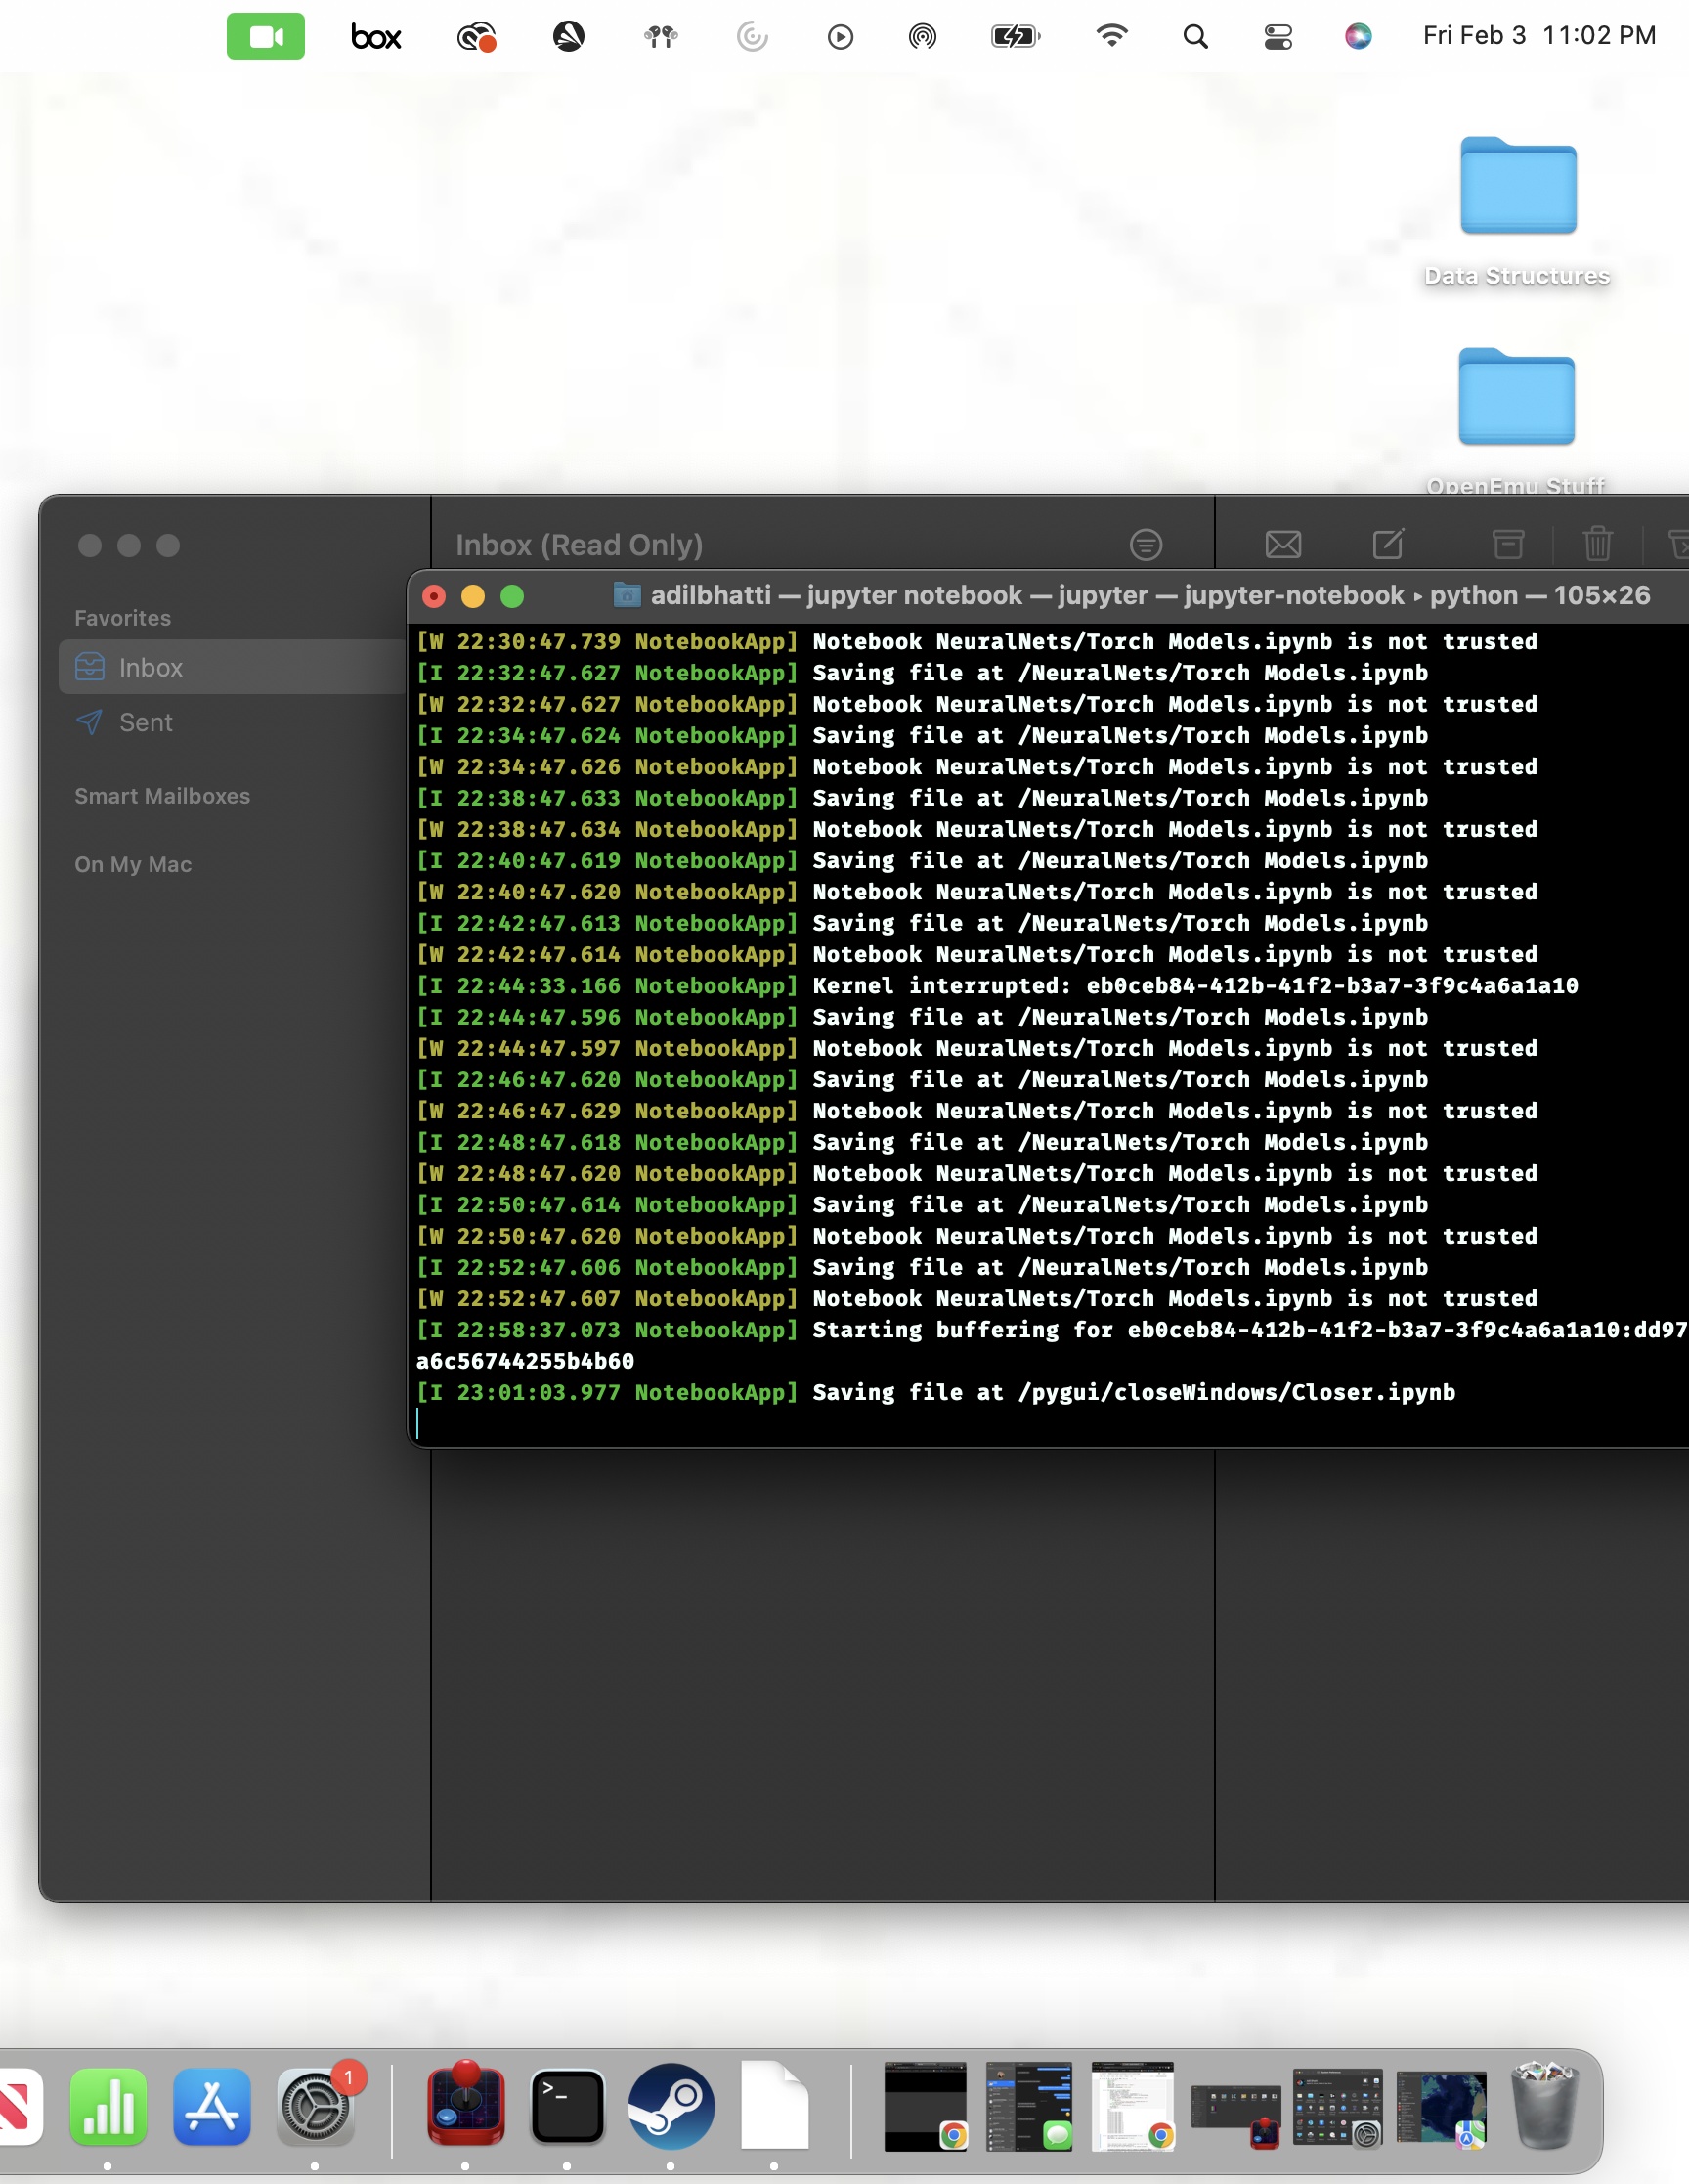 box
Fri Feb 3 11:02 PM
Data Structures
OpenEmu Stuff
Inbox (Read Only)
Favorites
Inbox
Sent
Smart Mailboxes
On My Mac
adilbhatti — jupyter notebook — jupyter — jupyter-notebook ▸ python — 105×26
[W 22:30:47.739 NotebookApp] Notebook NeuralNets/Torch Models.ipynb is not trusted
[I 22:32:47.627 NotebookApp] Saving file at /NeuralNets/Torch Models.ipynb
[W 22:32:47.627 NotebookApp] Notebook NeuralNets/Torch Models.ipynb is not trusted
[I 22:34:47.624 NotebookApp] Saving file at /NeuralNets/Torch Models.ipynb
[W 22:34:47.626 NotebookApp] Notebook NeuralNets/Torch Models.ipynb is not trusted
[I 22:38:47.633 NotebookApp] Saving file at /NeuralNets/Torch Models.ipynb
[W 22:38:47.634 NotebookApp] Notebook NeuralNets/Torch Models.ipynb is not trusted
[I 22:40:47.619 NotebookApp] Saving file at /NeuralNets/Torch Models.ipynb
[W 22:40:47.620 NotebookApp] Notebook NeuralNets/Torch Models.ipynb is not trusted
[I 22:42:47.613 NotebookApp] Saving file at /NeuralNets/Torch Models.ipynb
[W 22:42:47.614 NotebookApp] Notebook NeuralNets/Torch Models.ipynb is not trusted
[I 22:44:33.166 NotebookApp] Kernel interrupted: eb0ceb84-412b-41f2-b3a7-3f9c4a6a1a10
[I 22:44:47.596 NotebookApp] Saving file at /NeuralNets/Torch Models.ipynb
[W 22:44:47.597 NotebookApp] Notebook NeuralNets/Torch Models.ipynb is not trusted
[I 22:46:47.620 NotebookApp] Saving file at /NeuralNets/Torch Models.ipynb
[W 22:46:47.629 NotebookApp] Notebook NeuralNets/Torch Models.ipynb is not trusted
[I 22:48:47.618 NotebookApp] Saving file at /NeuralNets/Torch Models.ipynb
[W 22:48:47.620 NotebookApp] Notebook NeuralNets/Torch Models.ipynb is not trusted
[I 22:50:47.614 NotebookApp] Saving file at /NeuralNets/Torch Models.ipynb
[W 22:50:47.620 NotebookApp] Notebook NeuralNets/Torch Models.ipynb is not trusted
[I 22:52:47.606 NotebookApp] Saving file at /NeuralNets/Torch Models.ipynb
[W 22:52:47.607 NotebookApp] Notebook NeuralNets/Torch Models.ipynb is not trusted
[I 22:58:37.073 NotebookApp] Starting buffering for eb0ceb84-412b-41f2-b3a7-3f9c4a6a1a10:dd97
a6c56744255b4b60
[I 23:01:03.977 NotebookApp] Saving file at /pygui/closeWindows/Closer.ipynb
1
>_